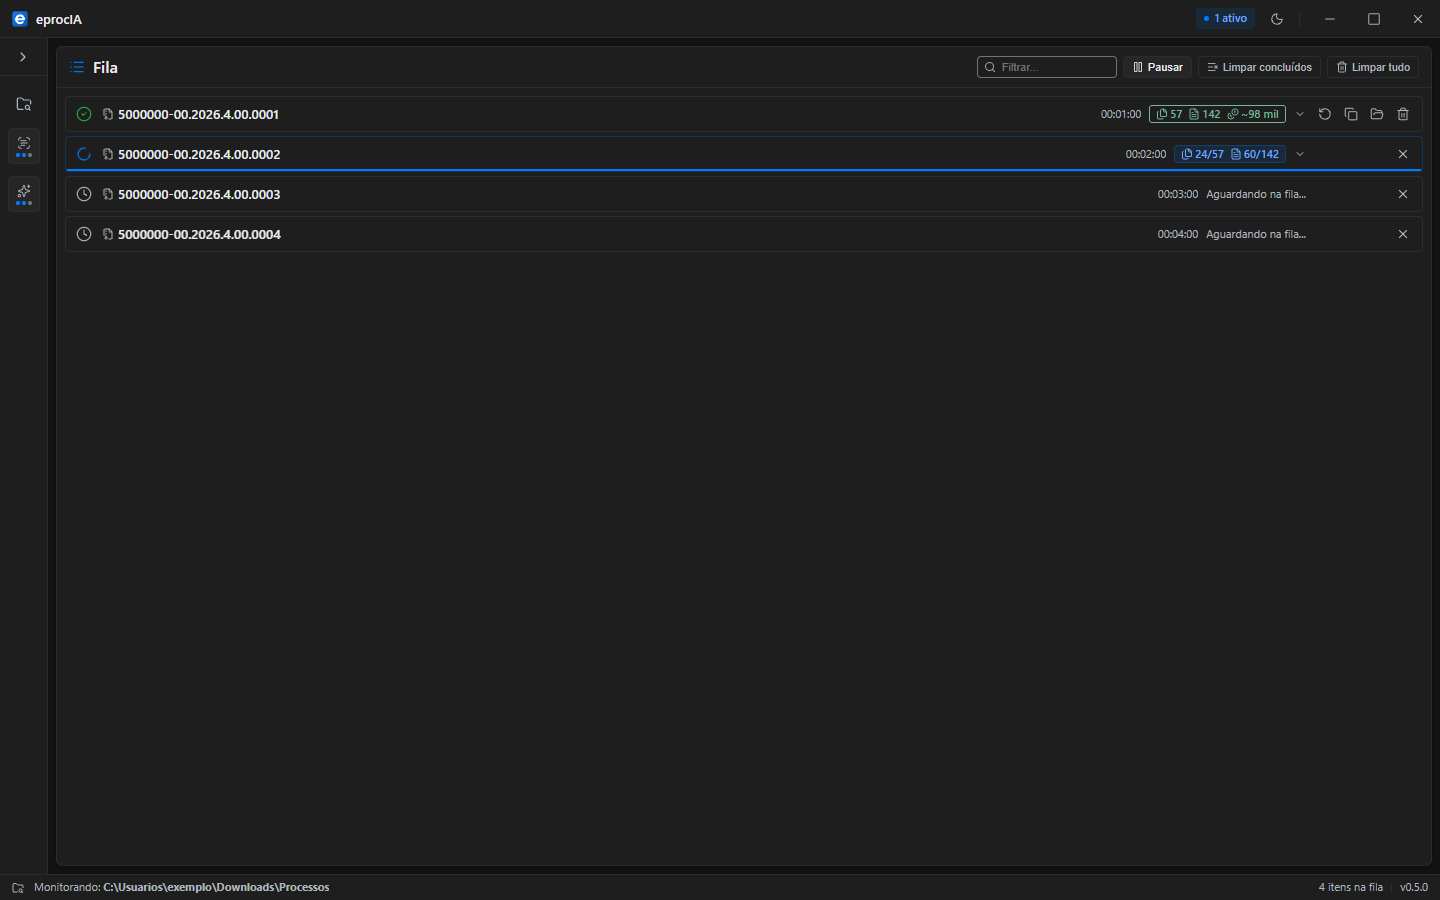 eprocIA
1 ativo
Fila
Filtrar...
Pausar
Limpar concluídos
Limpar tudo
5000000-00.2026.4.00.0001
00:01:00 57 142 ~98 mil
5000000-00.2026.4.00.0002
00:02:00 24/57 60/142
5000000-00.2026.4.00.0003
00:03:00 Aguardando na fila...
5000000-00.2026.4.00.0004
00:04:00 Aguardando na fila...
Monitorando: C:\Usuarios\exemplo\Downloads\Processos
4 itens na fila
v0.5.0